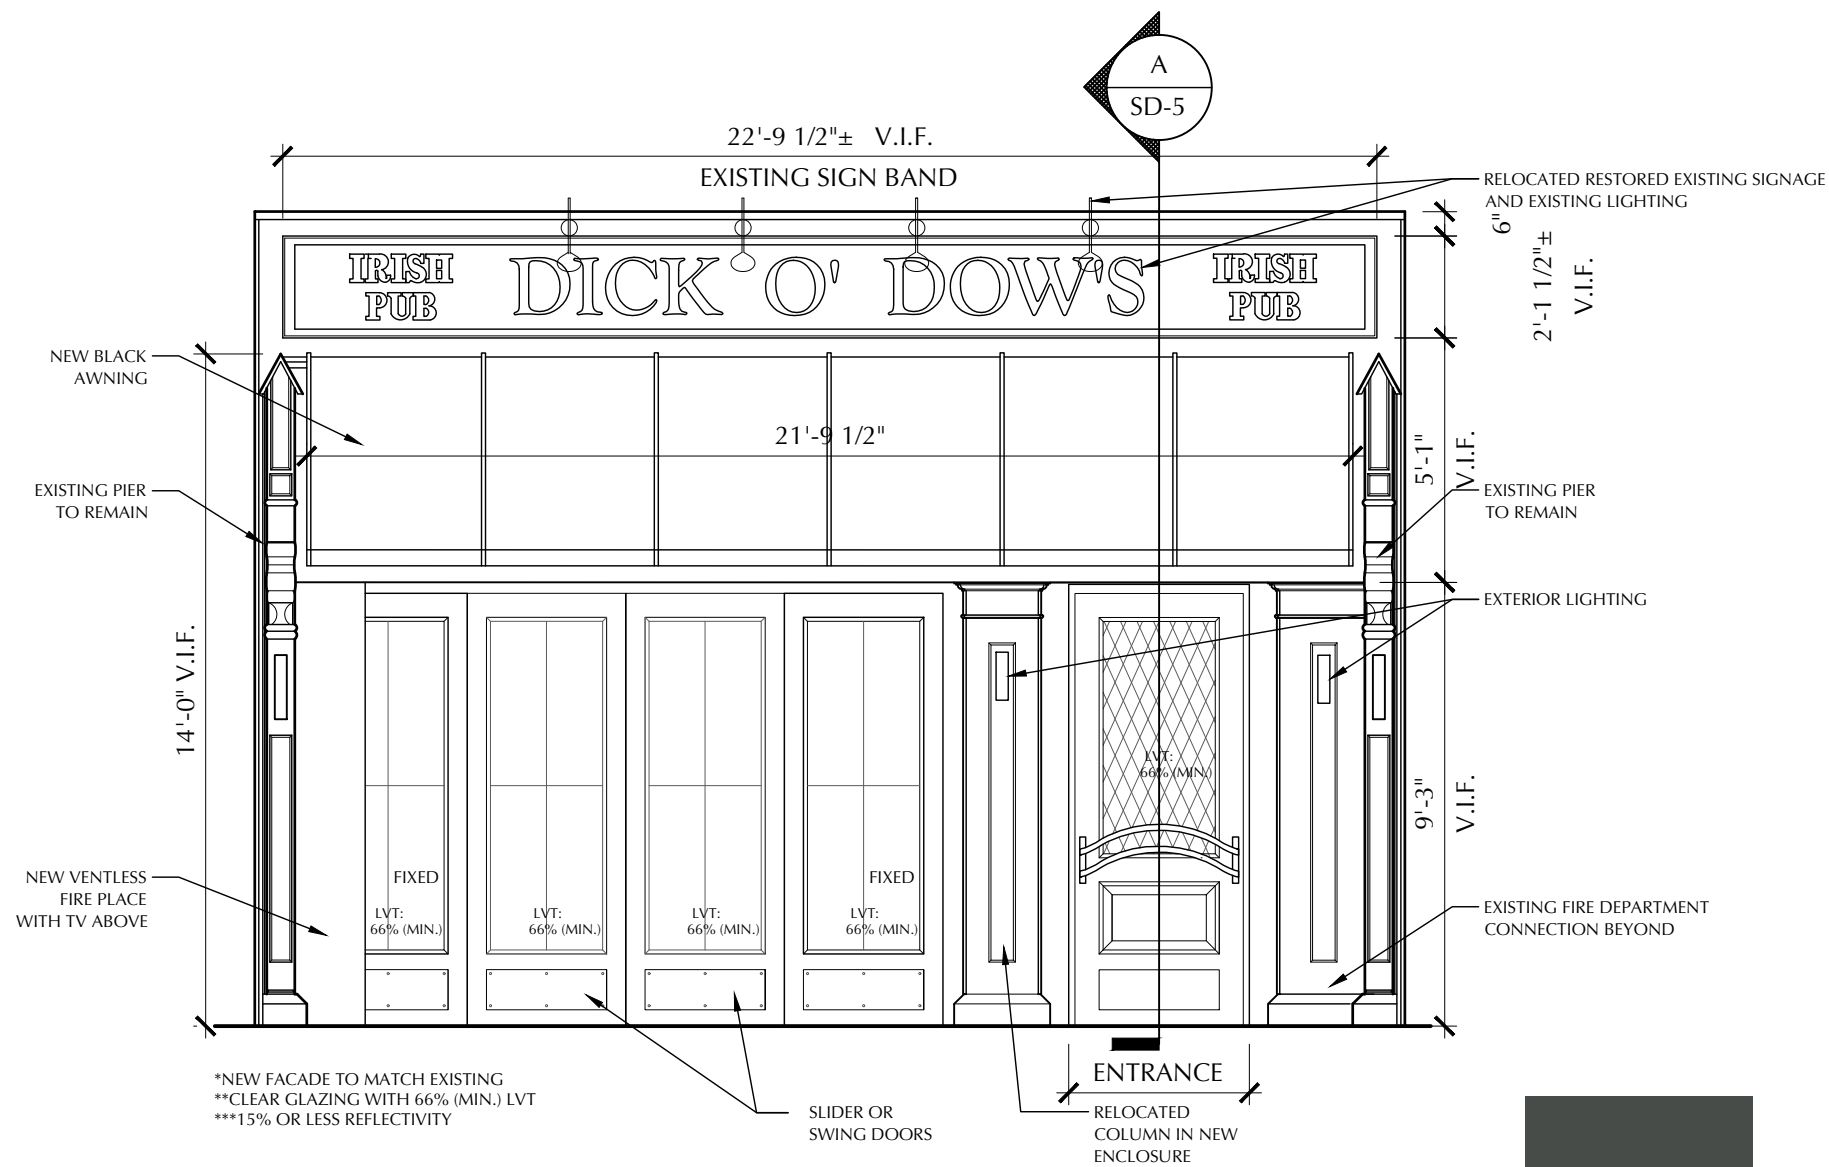 A
SD-5
22'-9 1/2"± V.I.F.
EXISTING SIGN BAND
RELOCATED RESTORED EXISTING SIGNAGE
AND EXISTING LIGHTING
6"
2'-1 1/2"±
V.I.F.
IRISH
PUB
DICK O' DOW'S
IRISH
PUB
NEW BLACK
AWNING
21'-9 1/2"
5'-1"
V.I.F.
EXISTING PIER
TO REMAIN
EXISTING PIER
TO REMAIN
EXTERIOR LIGHTING
14'-0" V.I.F.
LVT:
66% (MIN.)
9'-3"
V.I.F.
NEW VENTLESS
FIRE PLACE
WITH TV ABOVE
FIXED
FIXED
LVT:
66% (MIN.)
LVT:
66% (MIN.)
LVT:
66% (MIN.)
LVT:
66% (MIN.)
EXISTING FIRE DEPARTMENT
CONNECTION BEYOND
ENTRANCE
*NEW FACADE TO MATCH EXISTING
**CLEAR GLAZING WITH 66% (MIN.) LVT
***15% OR LESS REFLECTIVITY
SLIDER OR
SWING DOORS
RELOCATED
COLUMN IN NEW
ENCLOSURE